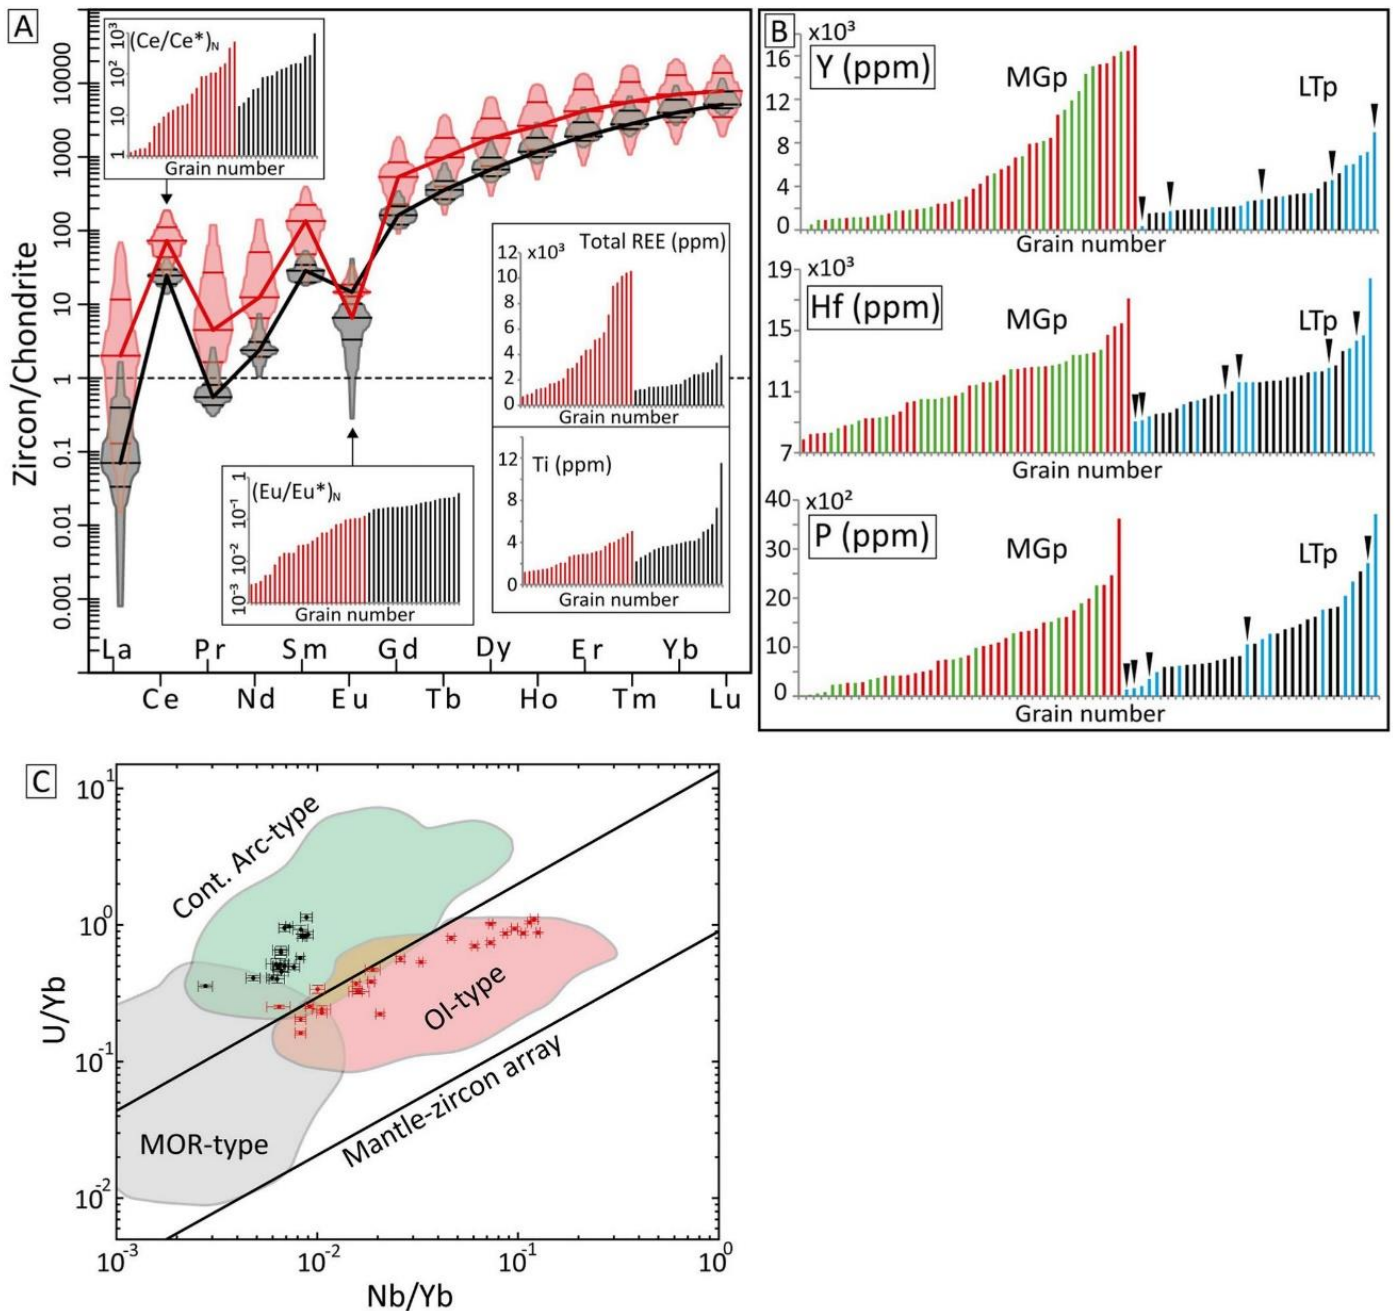 A
Zircon/Chondrite
10000
1000
100
10
1
0.1
0.01
0.001
(Ce/Ce*)N
10³
10²
10
1
Grain number
Total REE (ppm)
x10³
12
10
8
6
4
2
0
Grain number
Ti (ppm)
12
8
4
0
Grain number
(Eu/Eu*)N
1
10⁻¹
10⁻²
10⁻³
Grain number
La Pr Sm Gd Dy Er Yb
Ce Nd Eu Tb Ho Tm Lu
B
x10³
Y (ppm)
MGp
LTp
16
12
8
4
0
Grain number
x10³
Hf (ppm)
MGp
LTp
19
15
11
7
Grain number
x10²
P (ppm)
MGp
LTp
40
30
20
10
0
Grain number
C
U/Yb
10¹
10⁰
10⁻¹
10⁻²
Cont. Arc-type
OI-type
Mantle-zircon array
MOR-type
10⁻³ 10⁻² 10⁻¹ 10⁰
Nb/Yb